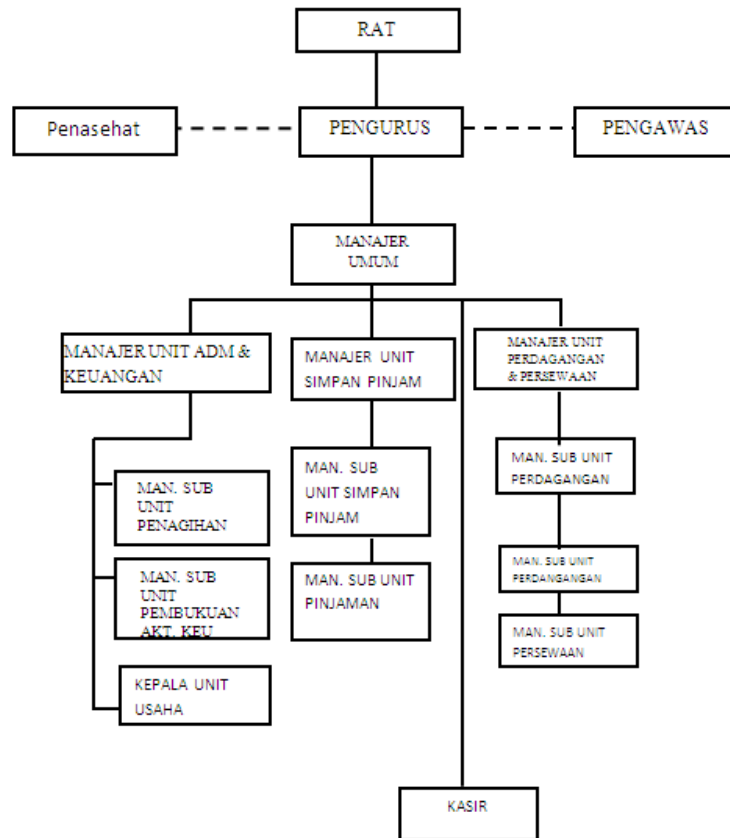 RAT
Penasehat
PENGURUS
PENGAWAS
MANAJER
UMUM
MANAJER UNIT ADM &
KEUANGAN
MANAJER UNIT
SIMPAN PINJAM
MANAJER UNIT
PERDAGANGAN
& PERSEWAAN
MAN. SUB
UNIT
PENAGIHAN
MAN. SUB
UNIT SIMPAN
PINJAM
MAN. SUB UNIT
PERDAGANGAN
MAN. SUB
UNIT
PEMBUKUAN
AKT. KEU
MAN. SUB UNIT
PINJAMAN
MAN. SUB UNIT
PERDANGANGAN
MAN. SUB UNIT
PERSEWAAN
KEPALA UNIT
USAHA
KASIR